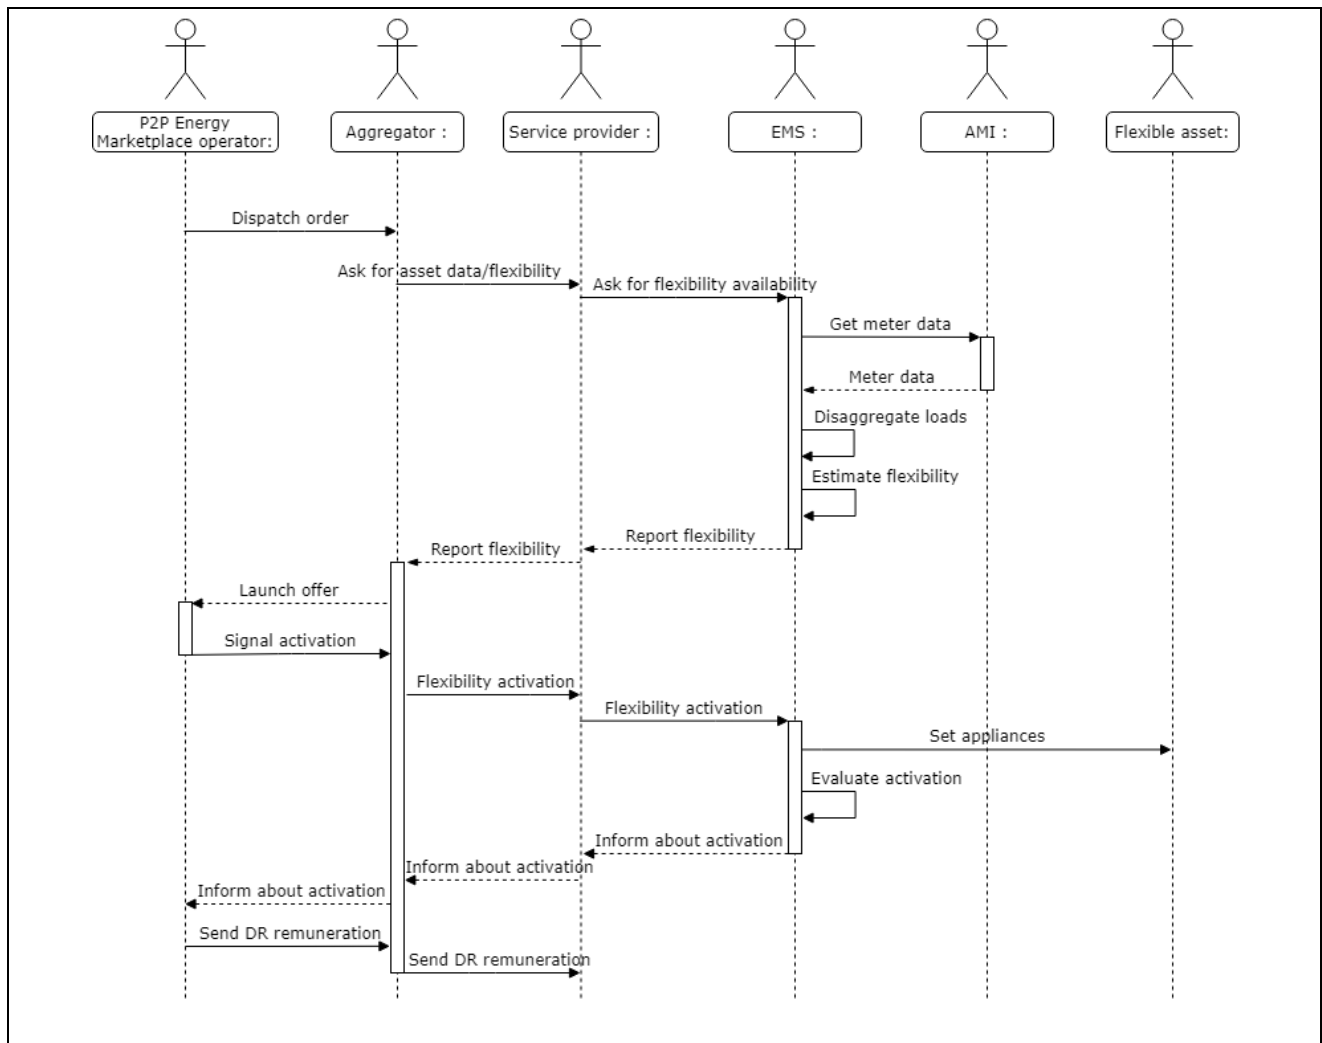 P2P Energy
Marketplace operator:
Aggregator :
Service provider :
EMS :
AMI :
Flexible asset:
Dispatch order
Ask for asset data/flexibility
Ask for flexibility availability
Get meter data
Meter data
Disaggregate loads
Estimate flexibility
Report flexibility
Report flexibility
Launch offer
Signal activation
Flexibility activation
Flexibility activation
Set appliances
Evaluate activation
Inform about activation
Inform about activation
Inform about activation
Send DR remuneration
Send DR remuneration